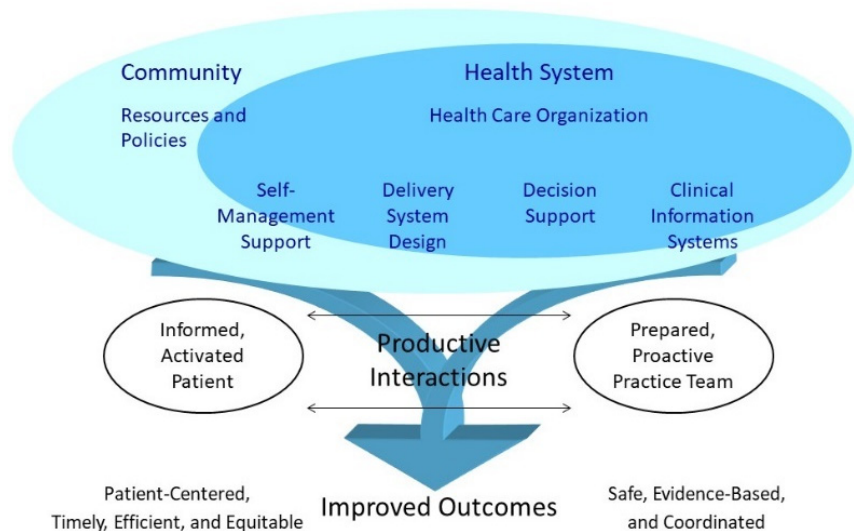 Community
Health System
Resources and
Policies
Health Care Organization
Self-
Management
Support
Delivery
System
Design
Decision
Support
Clinical
Information
Systems
Informed,
Activated
Patient
Productive
Interactions
Prepared,
Proactive
Practice Team
Patient-Centered,
Timely, Efficient, and Equitable
Improved Outcomes
Safe, Evidence-Based,
and Coordinated